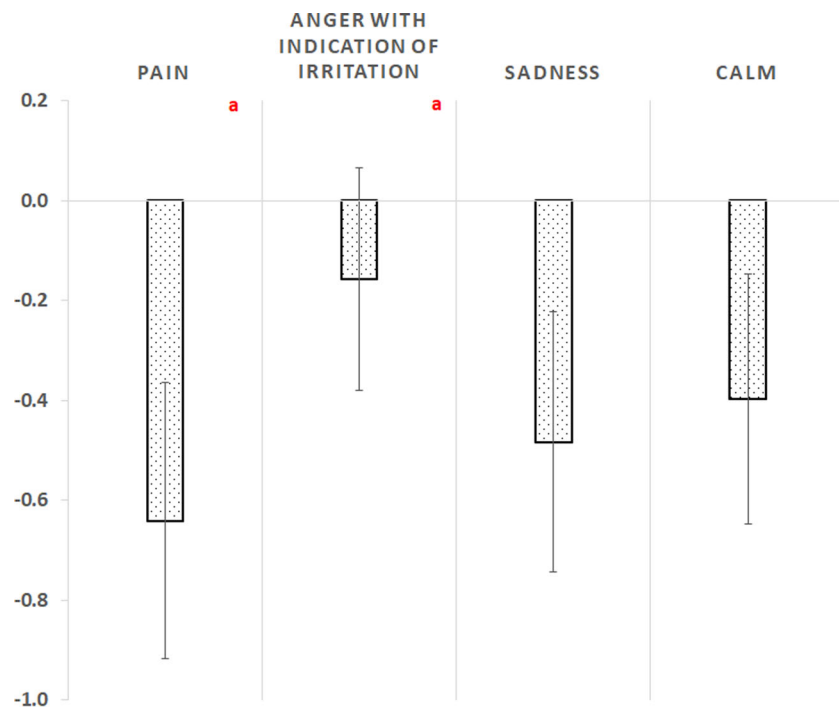 ANGER WITH
INDICATION OF
IRRITATION
PAIN
SADNESS
CALM
a
a
0.2
0.0
-0.2
-0.4
-0.6
-0.8
-1.0